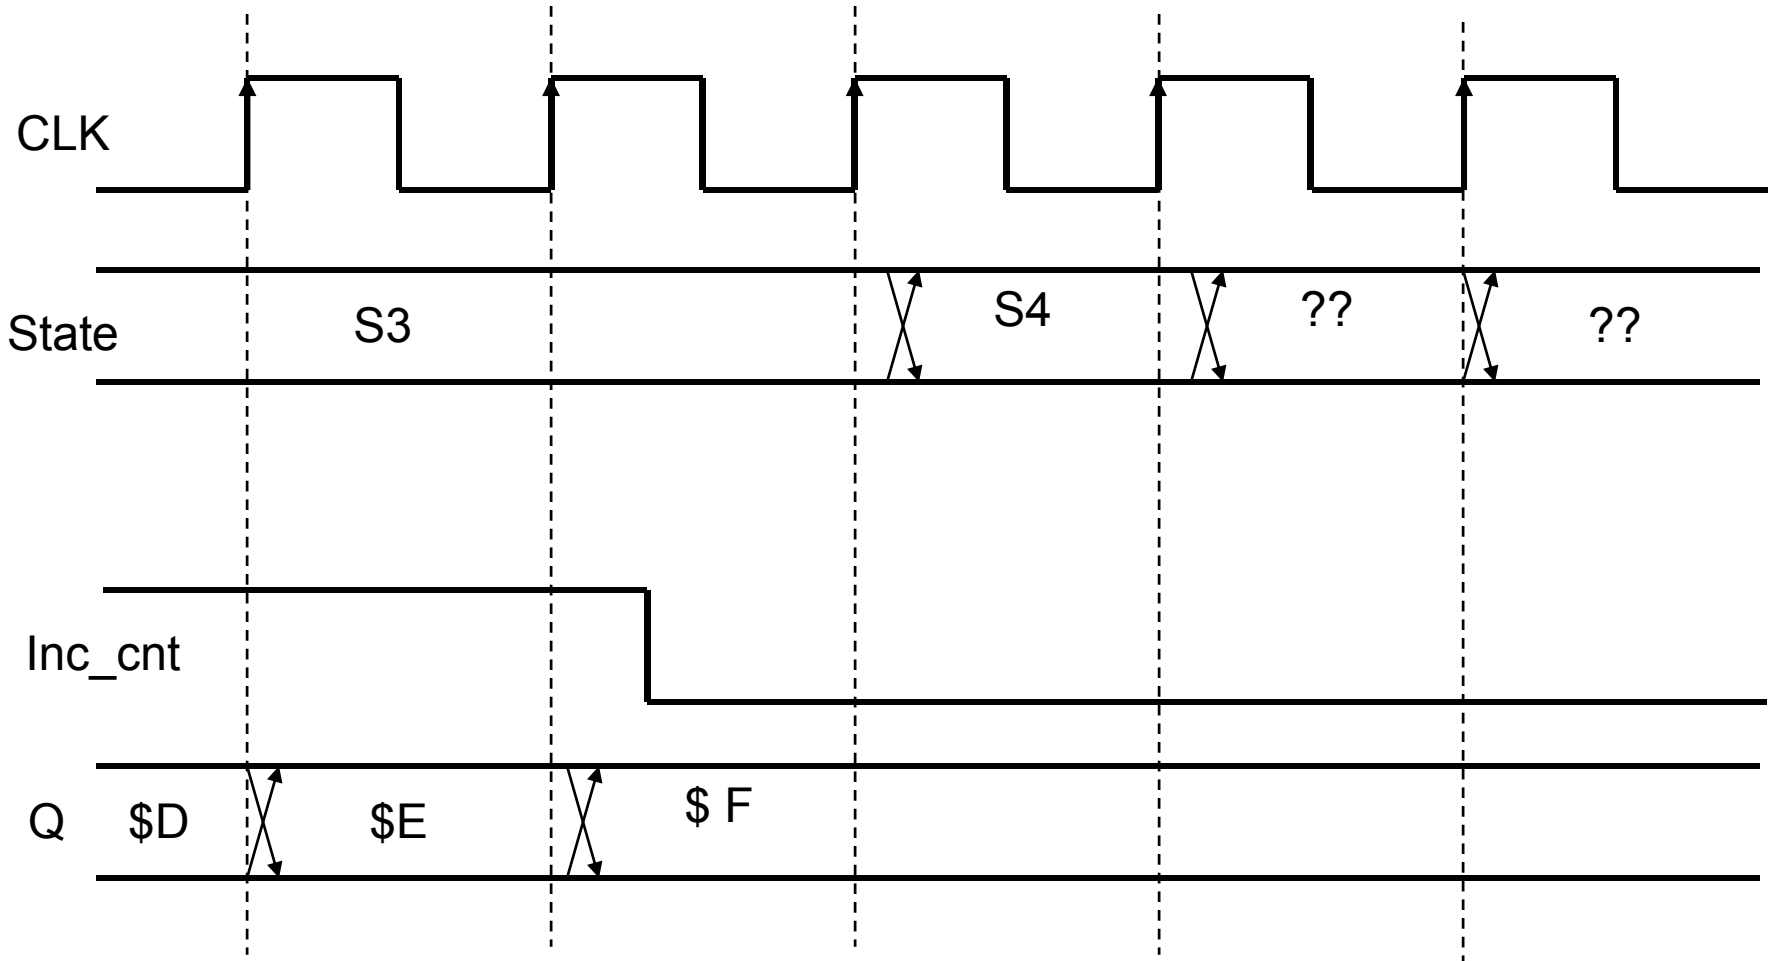 CLK
State
S3
S4
??
??
Inc_cnt
Q
$D
$E
$ F